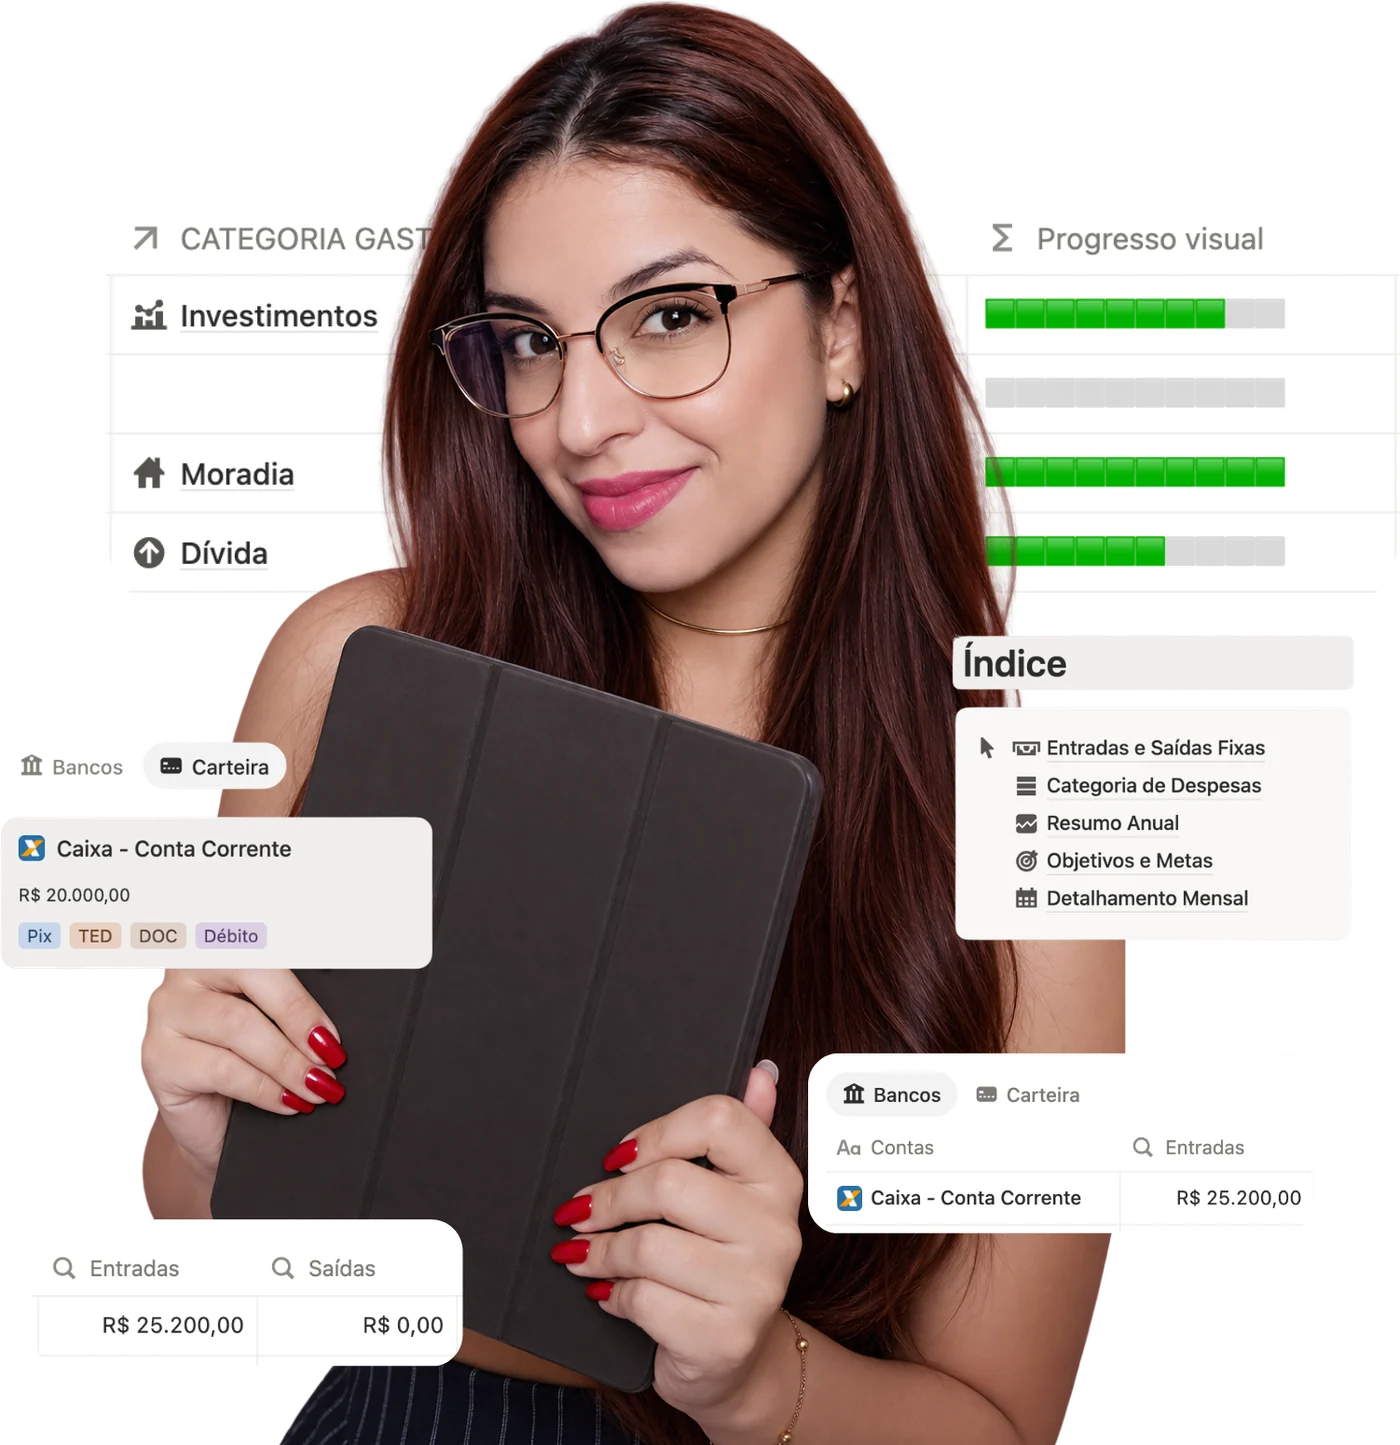 CATEGORIA GAST
Progresso visual
Investimentos
Moradia
Dívida
Índice
Entradas e Saídas Fixas
Categoria de Despesas
Resumo Anual
Objetivos e Metas
Detalhamento Mensal
Bancos Carteira
Caixa - Conta Corrente
R$ 20.000,00
Pix TED DOC Débito
Bancos Carteira
Aa Contas Entradas
Caixa - Conta Corrente R$ 25.200,00
Entradas Saídas
R$ 25.200,00 R$ 0,00